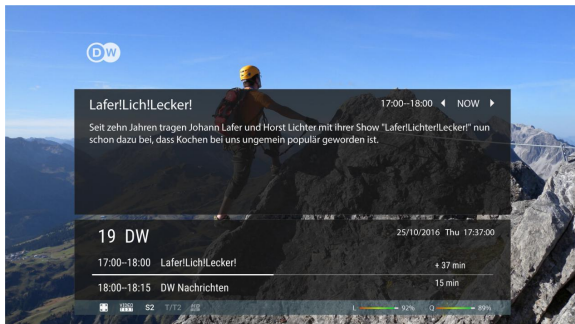 DW
Lafer!Lich!Lecker!
17:00–18:00 NOW
Seit zehn Jahren tragen Johann Lafer und Horst Lichter mit ihrer Show "Lafer!Lichter!Lecker!" nun
schon dazu bei, dass Kochen bei uns ungemein populär geworden ist.
19 DW
25/10/2016 Thu 17:37:00
17:00–18:00 Lafer!Lich!Lecker!
+ 37 min
18:00–18:15 DW Nachrichten
15 min
VIDEO TEXT S2 T/T2 L 92% Q 89%